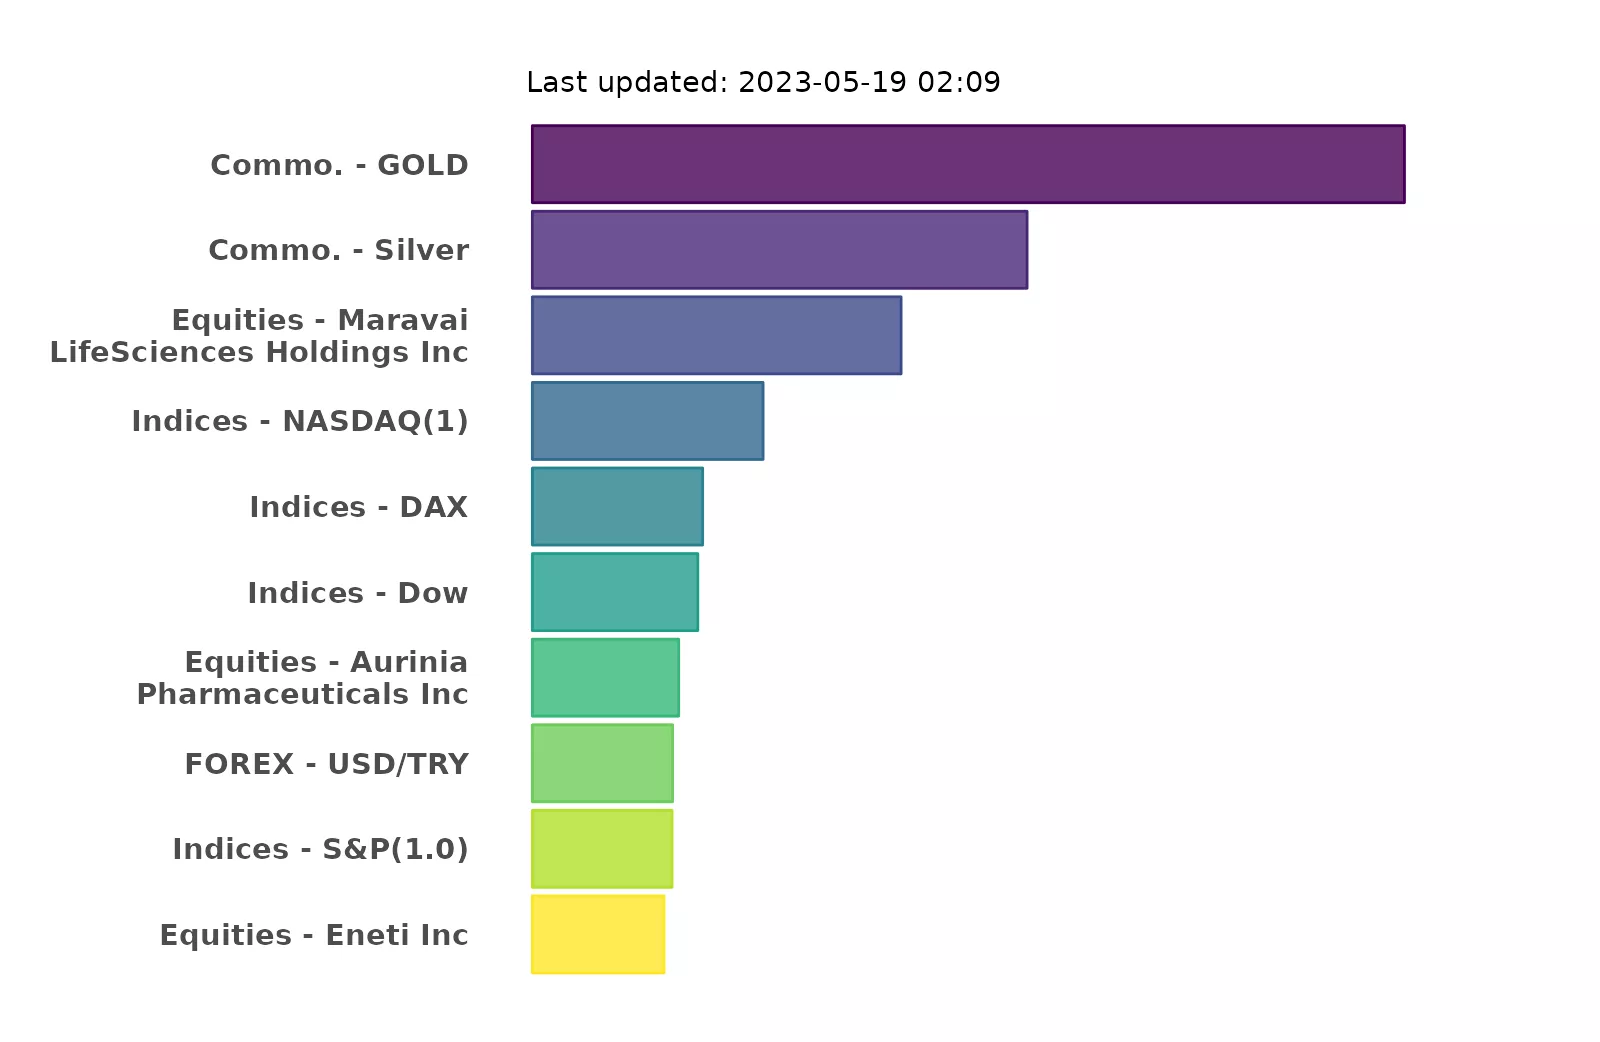 Last updated: 2023-05-19 02:09
Commo. - GOLD
Commo. - Silver
Equities - Maravai
LifeSciences Holdings Inc
Indices - NASDAQ(1)
Indices - DAX
Indices - Dow
Equities - Aurinia
Pharmaceuticals Inc
FOREX - USD/TRY
Indices - S&P(1.0)
Equities - Eneti Inc